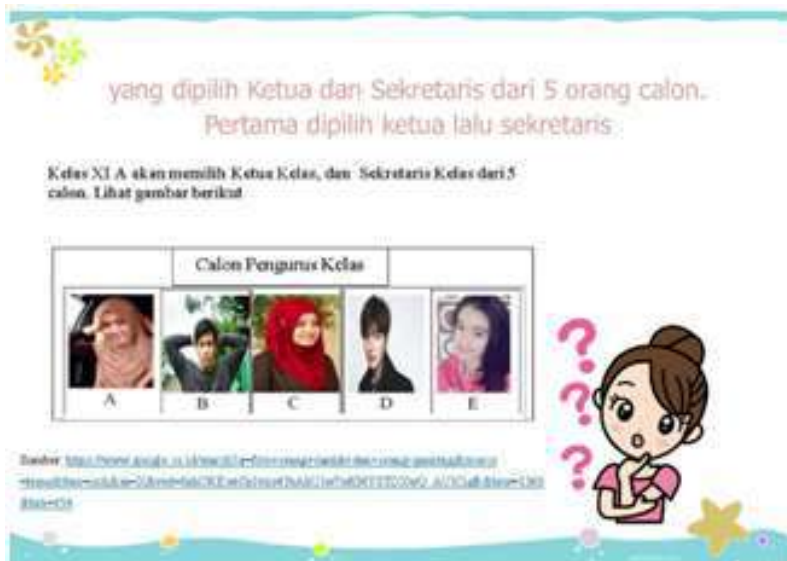 yang dipilih Ketua dan Sekretaris dari 5 orang calon.
Pertama dipilih ketua lalu sekretaris
Kelas XI A akan memilih Ketua Kelas, dan Sekretaris Kelas dari 5
calon. Lihat gambar berikut
Calon Pengurus Kelas
A B C D E
? ? ?
Sumber